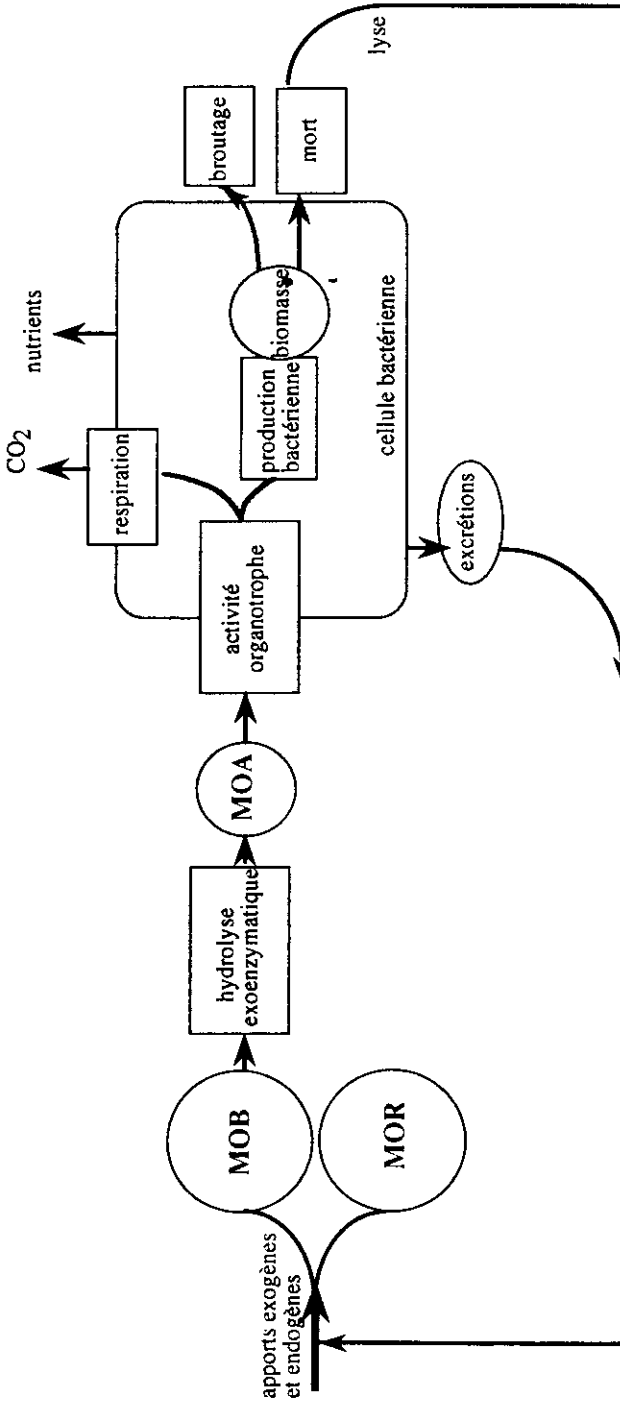 apports exogènes
et endogènes
MOB
MOR
hydrolyse
exoenzymatique
MOA
activité
organotrophe
respiration
CO2
nutrients
production
bactérienne
biomasse
broutage
mort
lyse
cellule bactérienne
excrétions